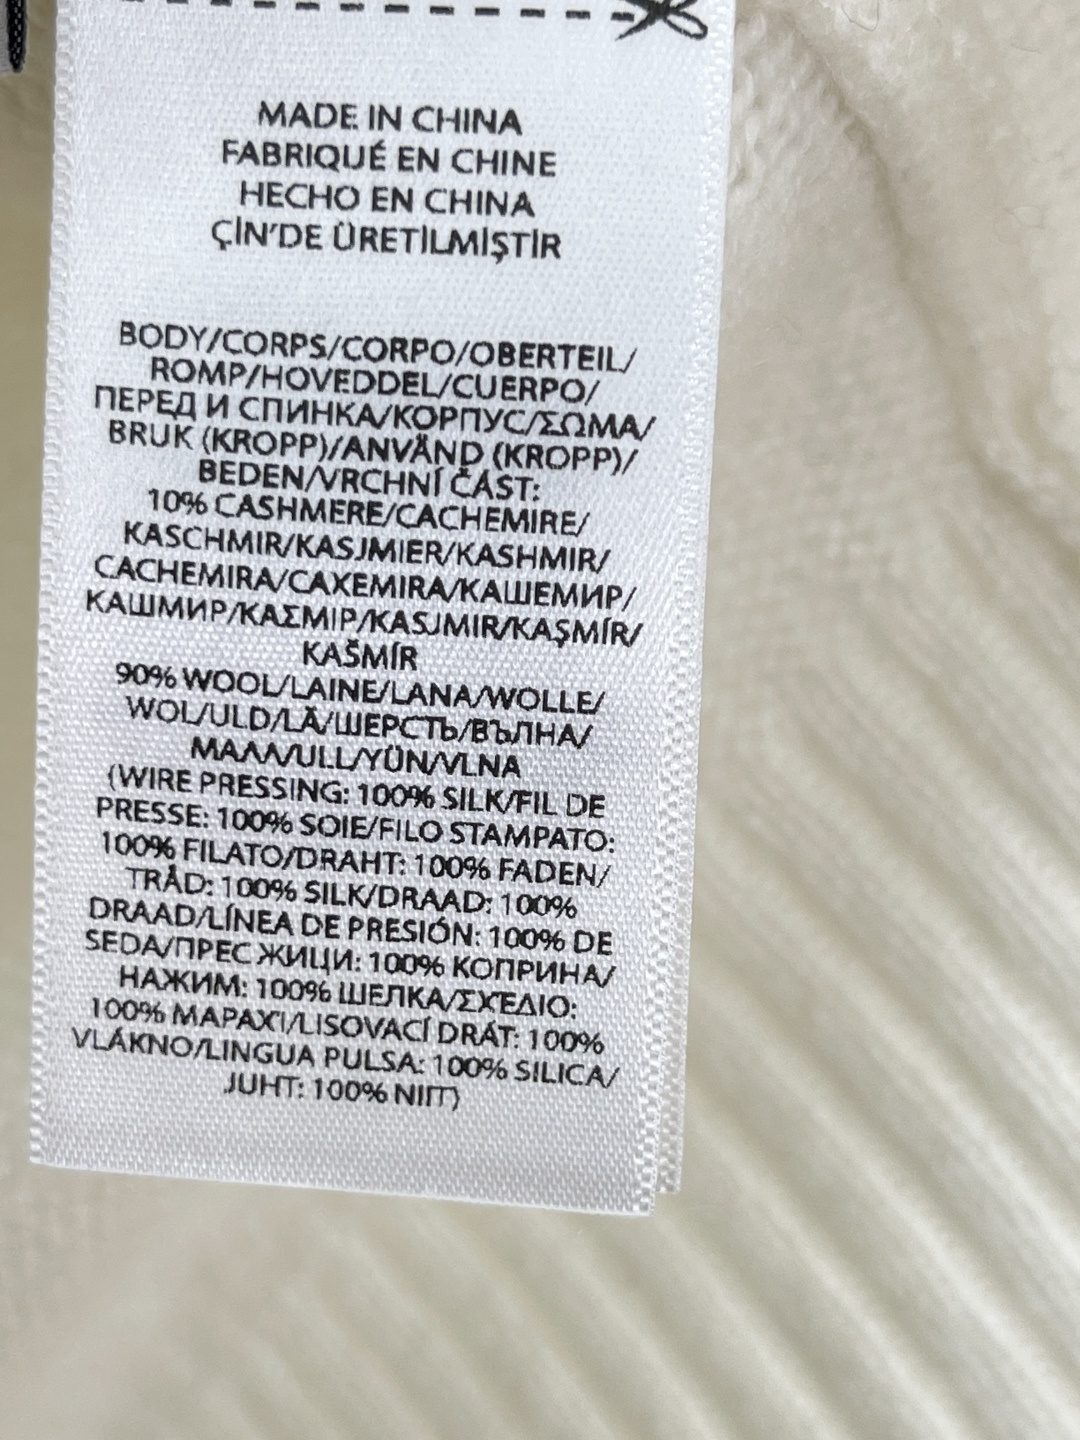 MADE IN CHINA
FABRIQUÉ EN CHINE
HECHO EN CHINA
ÇİN'DE ÜRETİLMİŞTİR
BODY/CORPS/CORPO/OBERTEIL/
ROMP/HOVEDDEL/CUERPO/
ПЕРЕД И СПИНКА/КОРПУС/ΣΩΜΑ/
BRUK (KROPP)/ANVÄND (KROPP)/
BEDEN/VRCHNÍ ČÁST:
10% CASHMERE/CACHEMIRE/
KASCHMIR/KASJMIER/KASHMIR/
CACHEMIRA/CAXEMIRA/КАШЕМИР/
КАШМИР/ΚΑΣΜΙΡ/KASJMIR/KAŞMİR/
KAŠMÍR
90% WOOL/LAINE/LANA/WOLLE/
WOL/ULD/LÃ/ШЕРСТЬ/ВЪЛНА/
ΜΑΛΛΙ/ULL/YÜN/VLNA
(WIRE PRESSING: 100% SILK/FIL DE
PRESSE: 100% SOIE/FILO STAMPATO:
100% FILATO/DRAHT: 100% FADEN/
TRÅD: 100% SILK/DRAAD: 100%
DRAAD/LÍNEA DE PRESIÓN: 100% DE
SEDA/ПРЕС ЖИЦИ: 100% КОПРИНА/
НАЖИМ: 100% ШЕЛКА/ΣΧΕΔΙΟ:
100% ΜΑΡΑΧΙ/LISOVACÍ DRÁT: 100%
VLÁKNO/LINGUA PULSA: 100% SILICA/
JUHT: 100% NIIT)